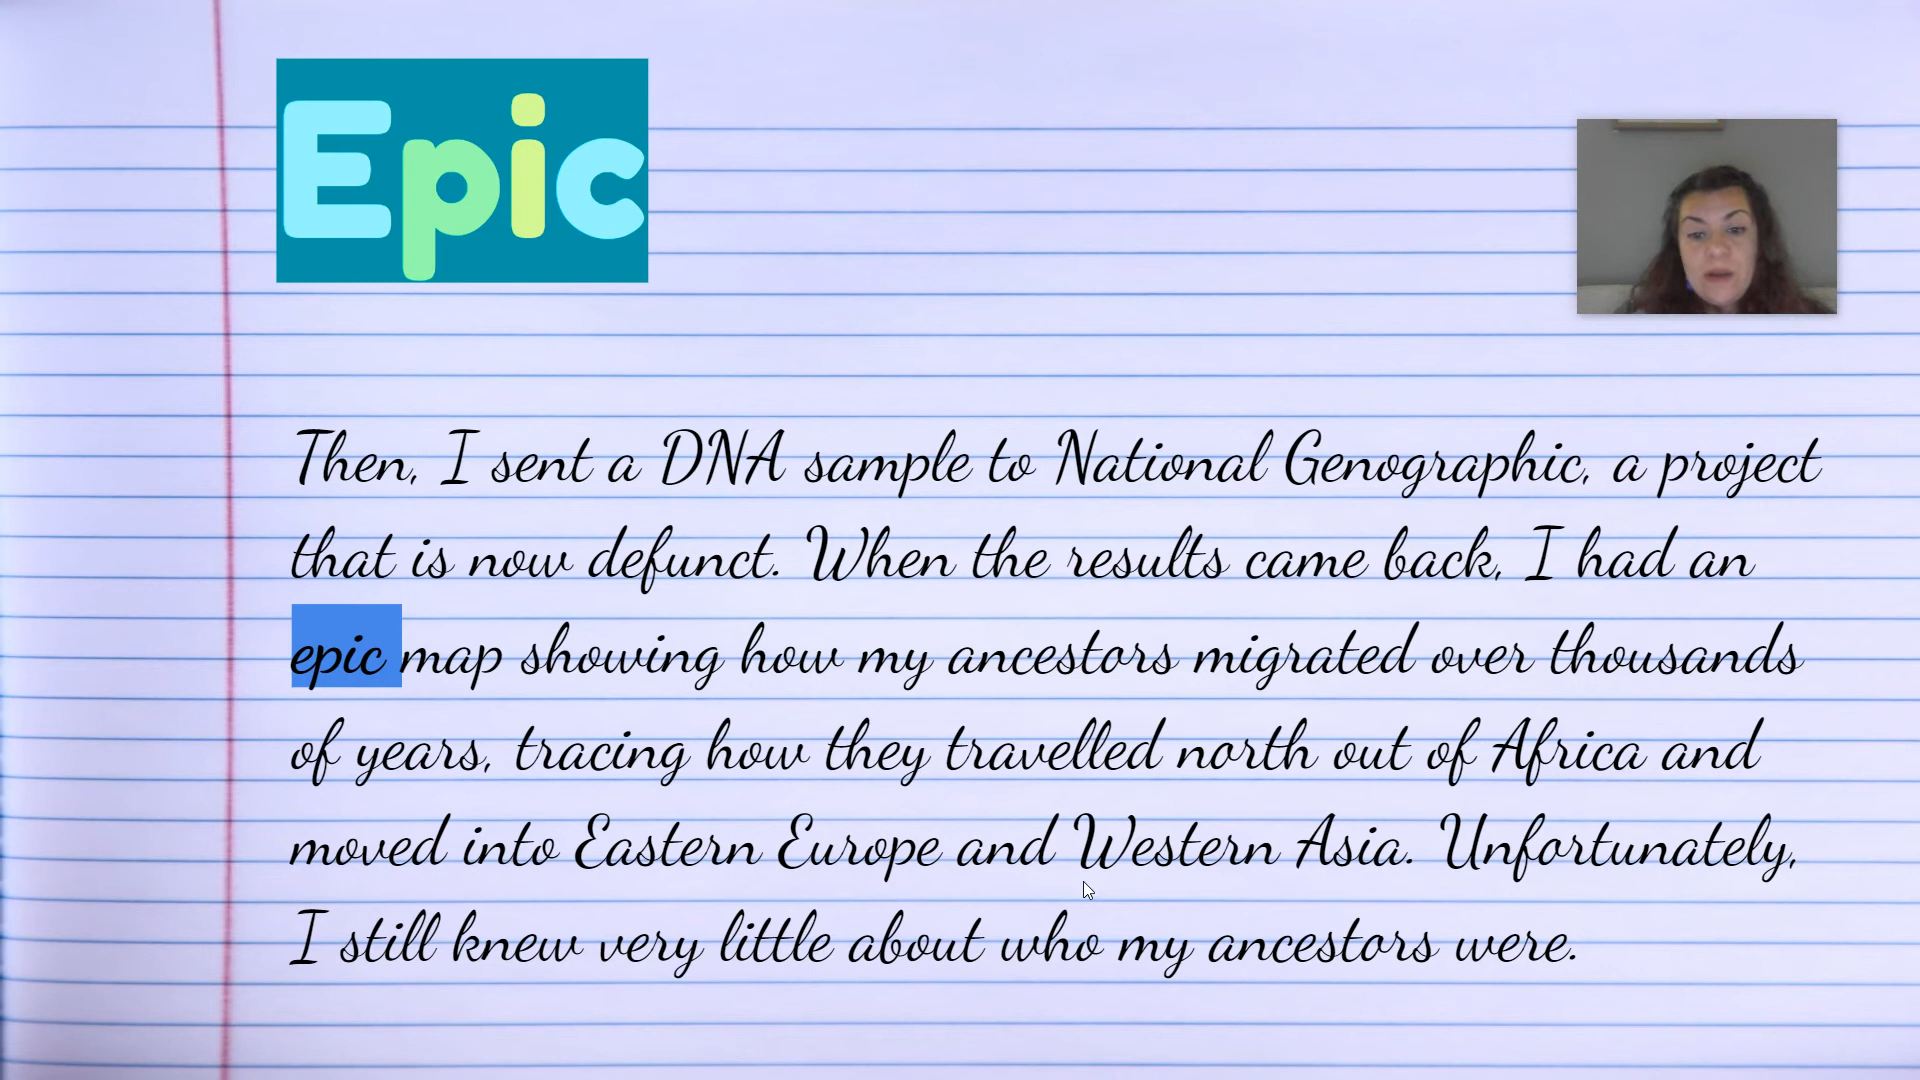 Epic
Then, I sent a DNA sample to National Genographic, a project
that is now defunct. When the results came back, I had an
epic map showing how my ancestors migrated over thousands
of years, tracing how they travelled north out of Africa and
moved into Eastern Europe and Western Asia. Unfortunately,
I still knew very little about who my ancestors were.